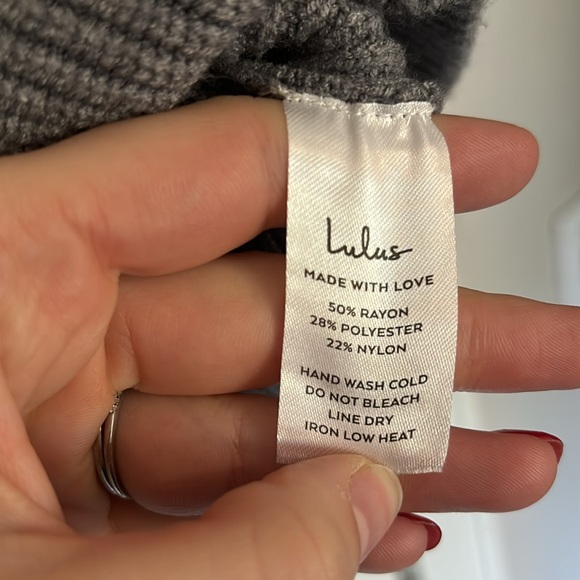 Lulus
MADE WITH LOVE
50% RAYON
28% POLYESTER
22% NYLON
HAND WASH COLD
DO NOT BLEACH
LINE DRY
IRON LOW HEAT